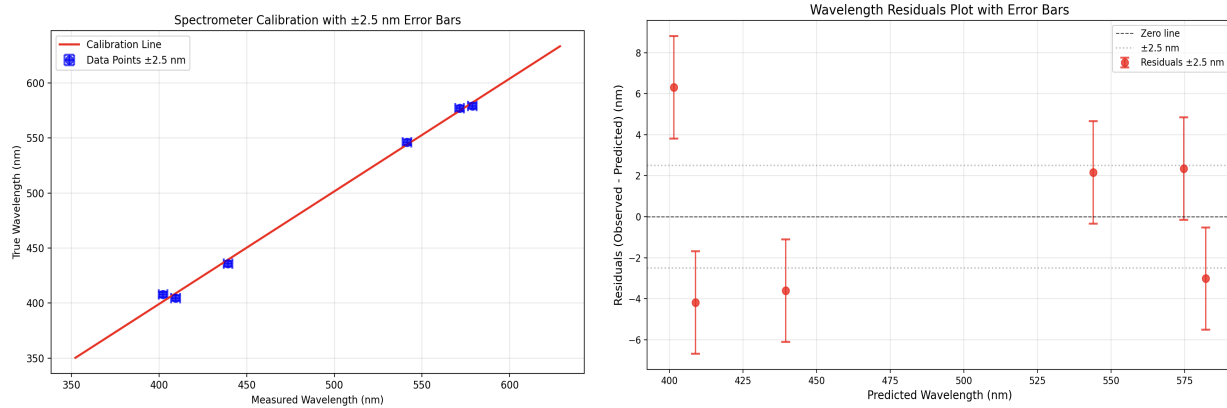 Spectrometer Calibration with ±2.5 nm Error Bars
Calibration Line
Data Points ±2.5 nm
True Wavelength (nm)
600
550
500
450
400
350
350 400 450 500 550 600
Measured Wavelength (nm)
Wavelength Residuals Plot with Error Bars
Zero line
±2.5 nm
Residuals ±2.5 nm
Residuals (Observed - Predicted) (nm)
8
6
4
2
0
−2
−4
−6
400 425 450 475 500 525 550 575
Predicted Wavelength (nm)